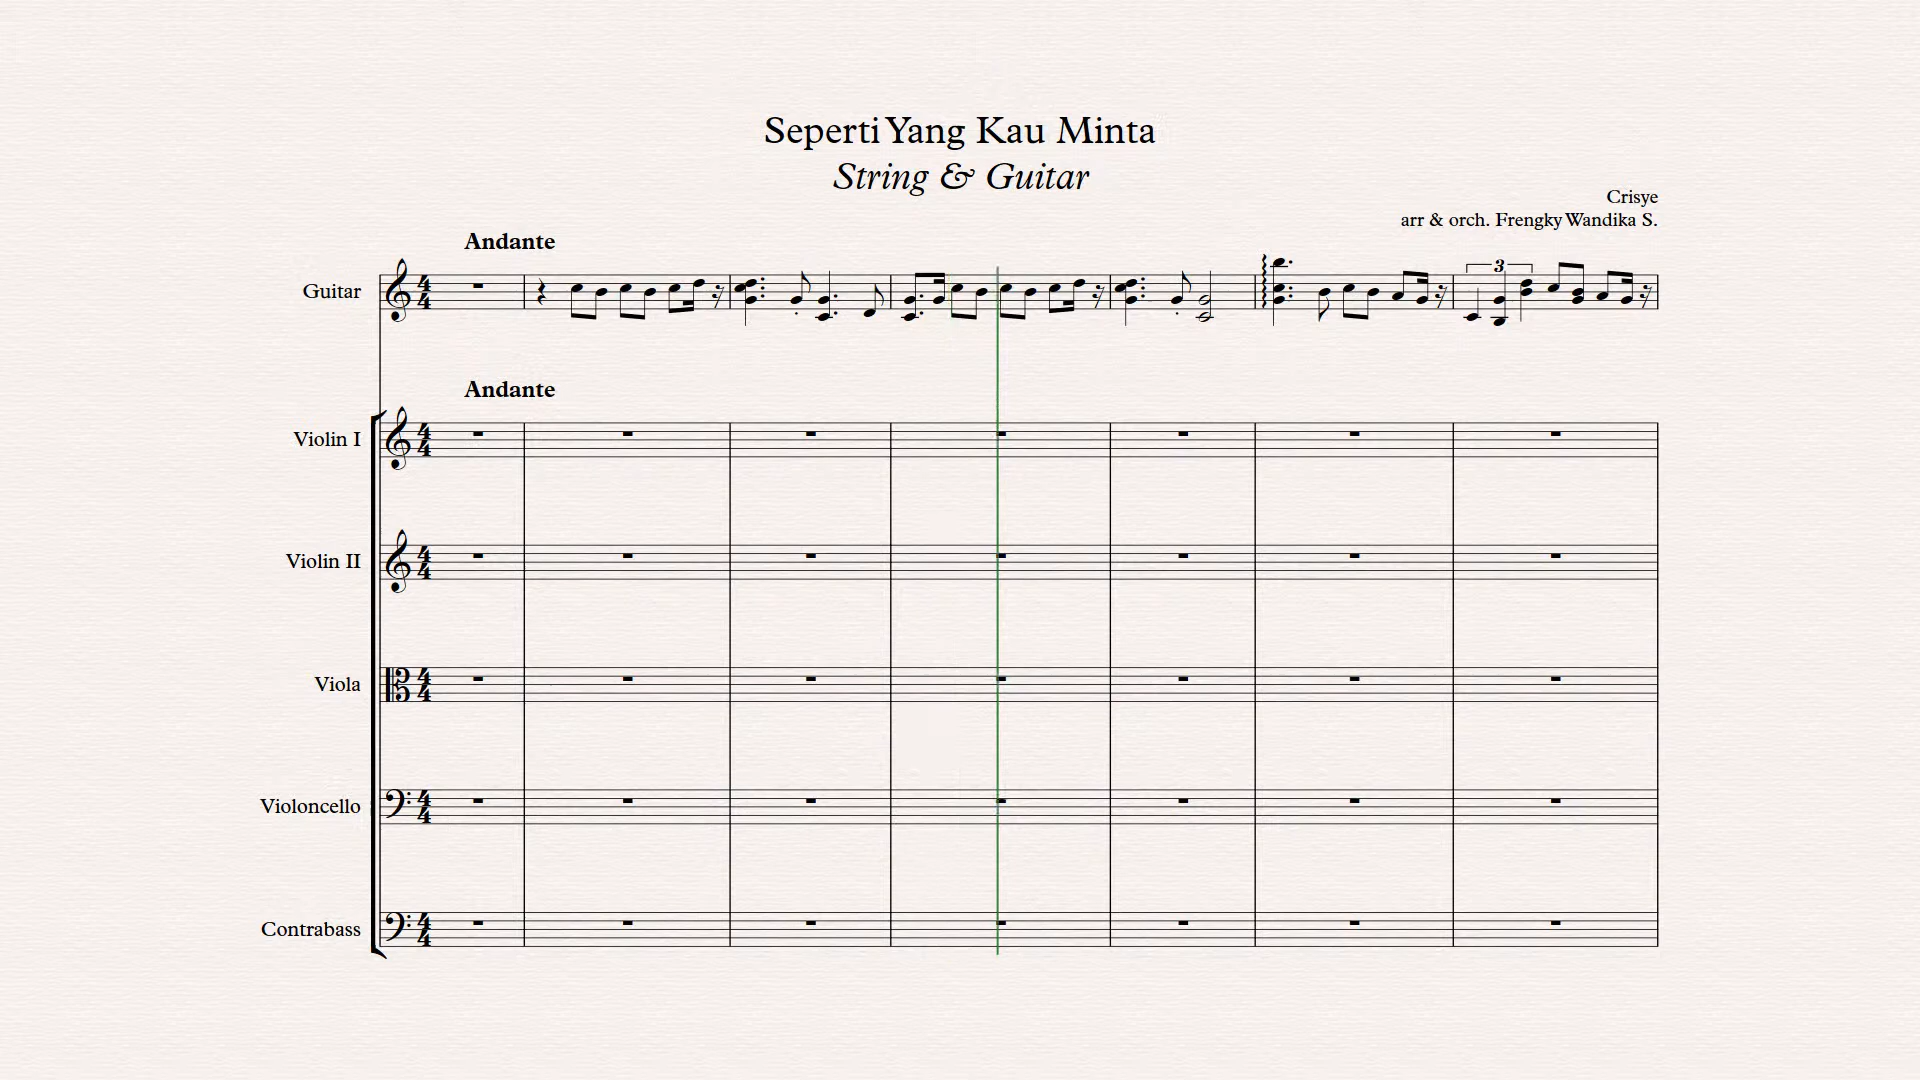 Seperti Yang Kau Minta
String & Guitar
Crisye
arr & orch. Frengky Wandika S.
Andante
Guitar
3
Andante
Violin I
Violin II
Viola
Violoncello
Contrabass